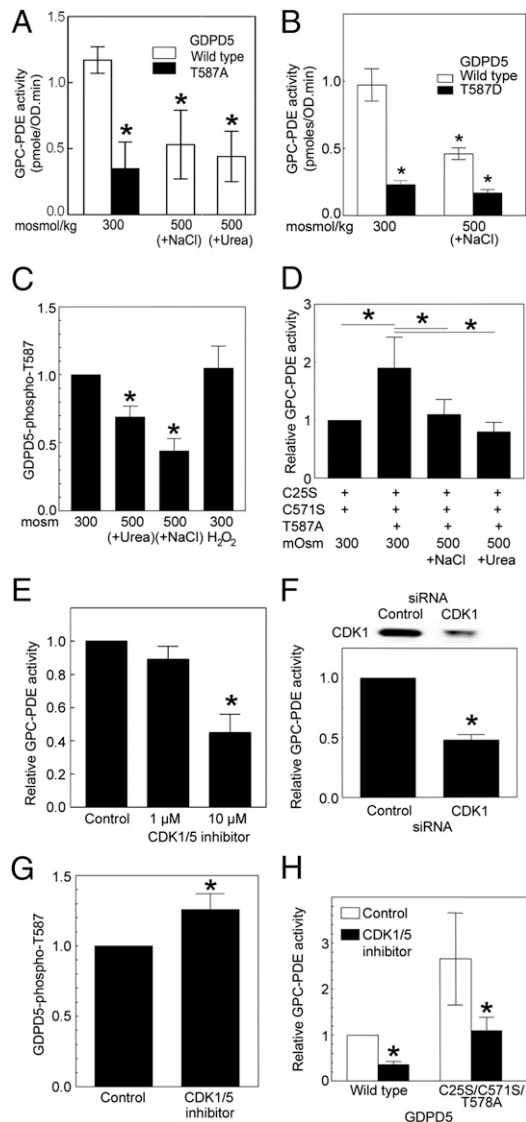 A
GPC-PDE activity
(pmole/OD.min)
1.5
1.0
0.5
0
GDPD5
Wild type
T587A
*
*
*
mosmol/kg
300
500
500
(+NaCl)
(+Urea)
B
GPC-PDE activity
(pmoles/OD.min)
1.5
1.0
0.5
0.0
GDPD5
Wild type
T587D
*
*
*
mosmol/kg
300
500
(+NaCl)
C
GDPD5-phospho-T587
1.5
1.0
0.5
0.0
*
*
mosm
300
500
500
300
(+Urea)
(+NaCl)
H2O2
D
Relative GPC-PDE activity
3
2
1
0
*
*
*
C25S + + + +
C571S + + + +
T587A + + +
mOsm 300 300 500 500
+NaCl +Urea
E
Relative GPC-PDE activity
1.0
0.8
0.6
0.4
0.2
0.0
*
Control 1 µM 10 µM
CDK1/5 inhibitor
F
siRNA
Control CDK1
CDK1
Relative GPC-PDE activity
1.0
0.5
0.0
*
Control CDK1
siRNA
G
GDPD5-phospho-T587
1.5
1.0
0.5
0.0
*
Control CDK1/5
inhibitor
H
Relative GPC-PDE activity
3
2
1
0
Control
CDK1/5
inhibitor
*
*
Wild type C25S/C571S/
T578A
GDPD5